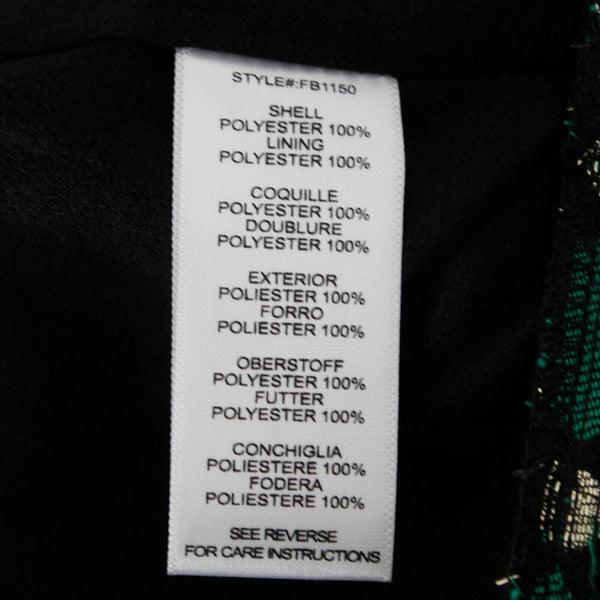 STYLE#:FB1150
SHELL
POLYESTER 100%
LINING
POLYESTER 100%
COQUILLE
POLYESTER 100%
DOUBLURE
POLYESTER 100%
EXTERIOR
POLIESTER 100%
FORRO
POLIESTER 100%
OBERSTOFF
POLYESTER 100%
FUTTER
POLYESTER 100%
CONCHIGLIA
POLIESTERE 100%
FODERA
POLIESTERE 100%
SEE REVERSE
FOR CARE INSTRUCTIONS